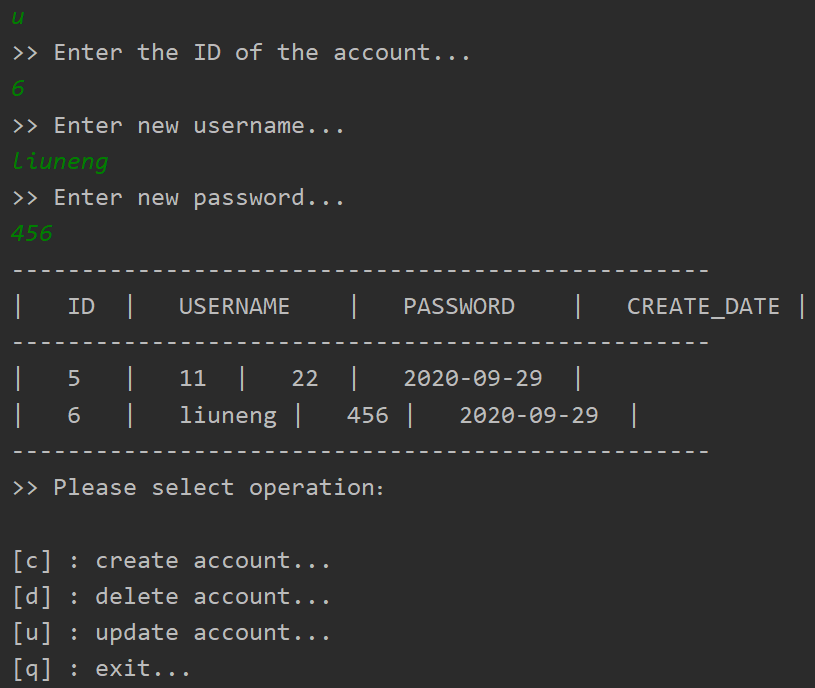 u
>> Enter the ID of the account...
6
>> Enter new username...
liuneng
>> Enter new password...
456
--------------------------------------------------
|   ID  |   USERNAME    |   PASSWORD    |   CREATE_DATE |
--------------------------------------------------
|   5   |   11  |   22  |   2020-09-29  |
|   6   |   liuneng |   456 |   2020-09-29  |
--------------------------------------------------
>> Please select operation：

[c] : create account...
[d] : delete account...
[u] : update account...
[q] : exit...